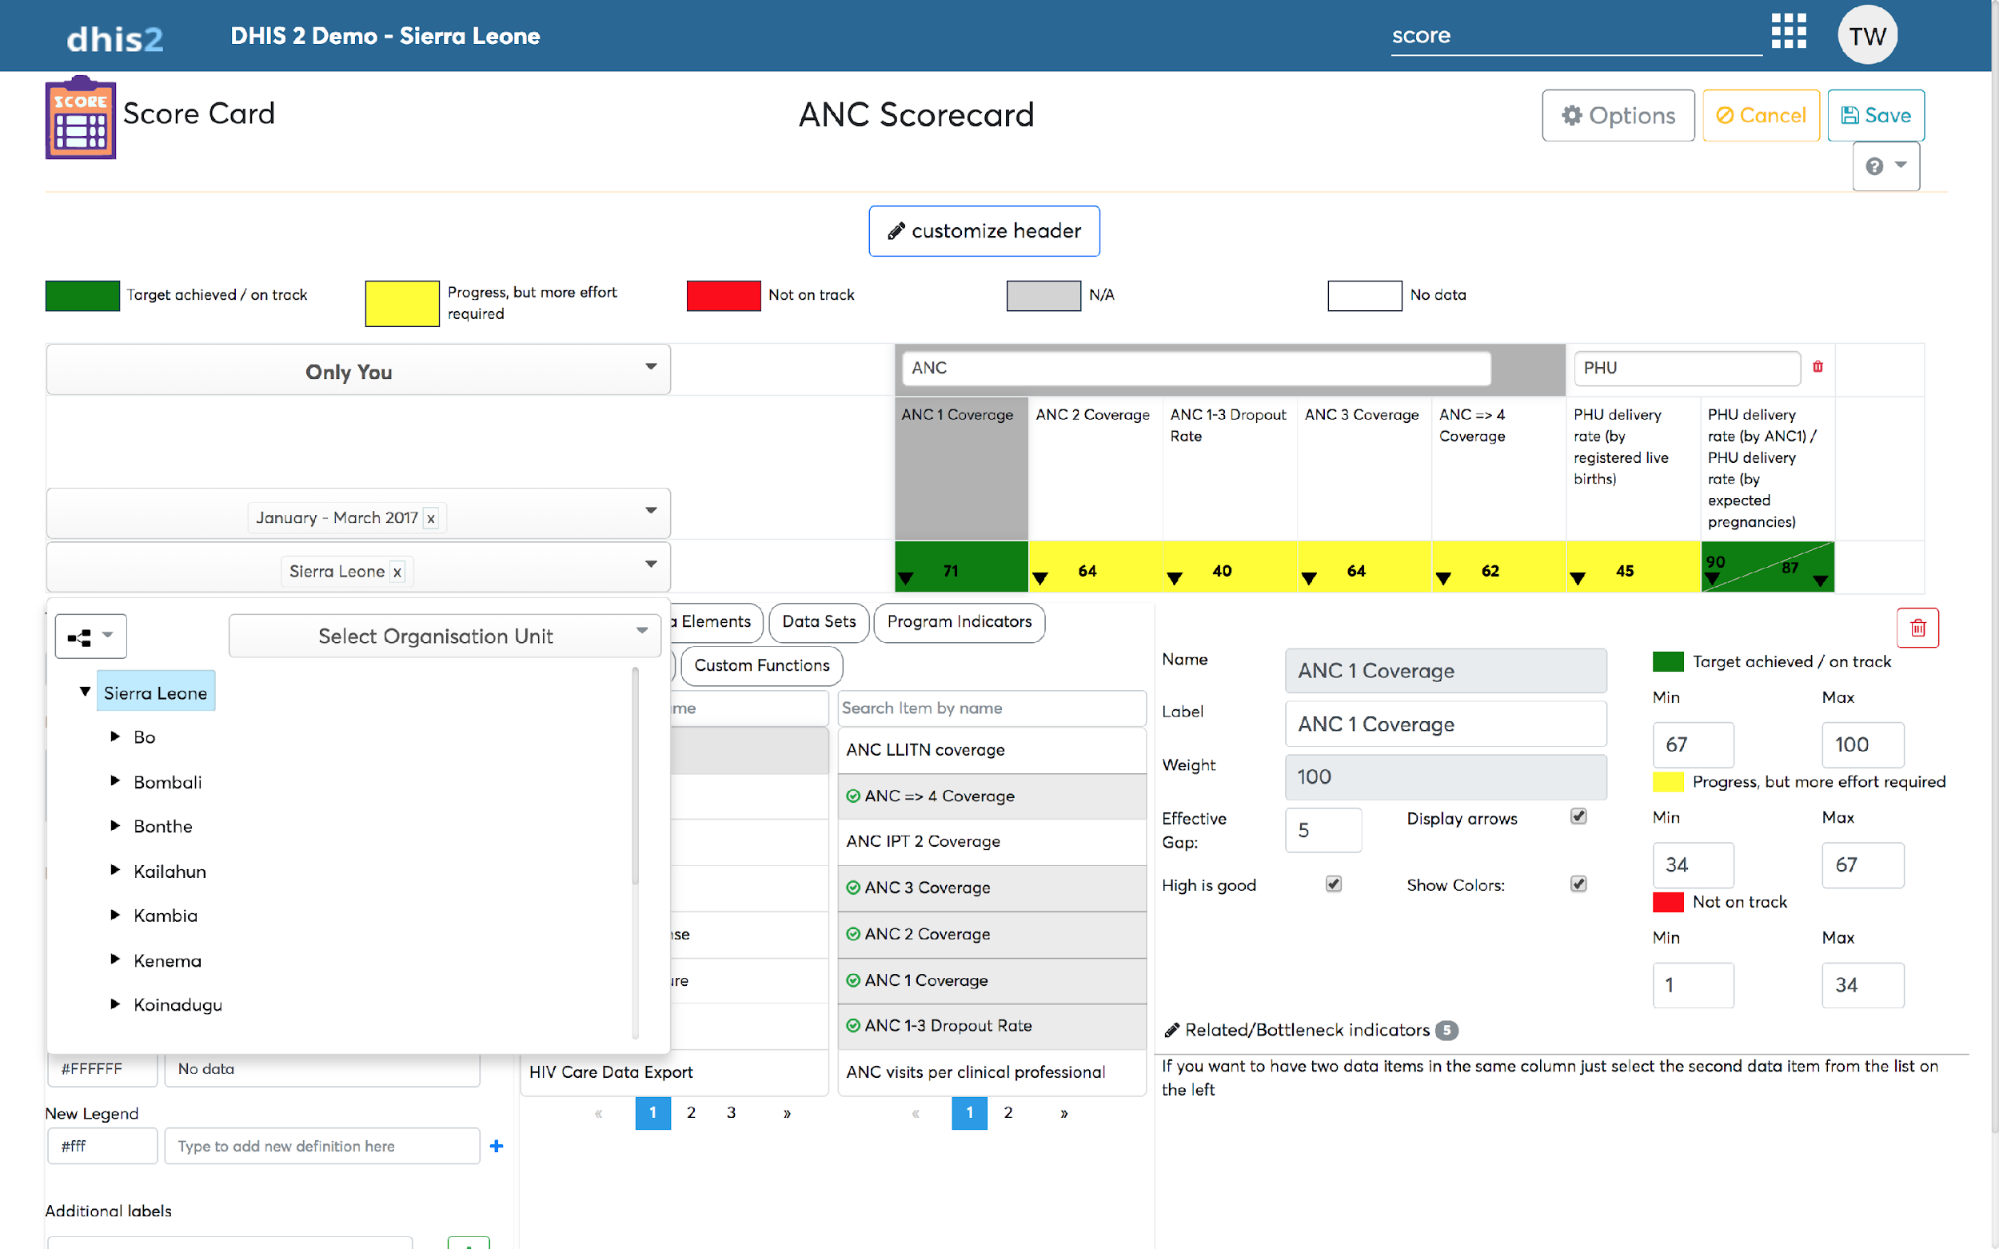 dhis2
DHIS 2 Demo - Sierra Leone
score
TW
SCORE
Score Card
ANC Scorecard
Options
Cancel
Save
?
customize header
Target achieved / on track
Progress, but more effort
required
Not on track
N/A
No data
Only You
ANC
PHU
ANC 1 Coverage
ANC 2 Coverage
ANC 1-3 Dropout
Rate
ANC 3 Coverage
ANC => 4
Coverage
PHU delivery
rate (by
registered live
births)
PHU delivery
rate (by ANC1) /
PHU delivery
rate (by
expected
pregnancies)
January - March 2017 x
Sierra Leone x
71
64
40
64
62
45
90
87
Select Organisation Unit
Sierra Leone
Bo
Bombali
Bonthe
Kailahun
Kambia
Kenema
Koinadugu
a Elements
Data Sets
Program Indicators
Custom Functions
me
Search Item by name
ANC LLITN coverage
ANC => 4 Coverage
ANC IPT 2 Coverage
ANC 3 Coverage
nse
ANC 2 Coverage
ure
ANC 1 Coverage
ANC 1-3 Dropout Rate
HIV Care Data Export
ANC visits per clinical professional
« 1 2 3 »
« 1 2 »
#FFFFFF
No data
New Legend
#fff
Type to add new definition here
+
Additional labels
Name
ANC 1 Coverage
Label
ANC 1 Coverage
Weight
100
Effective
Gap:
5
Display arrows
High is good
Show Colors:
Target achieved / on track
Min
Max
67
100
Progress, but more effort required
Min
Max
34
67
Not on track
Min
Max
1
34
Related/Bottleneck indicators 5
If you want to have two data items in the same column just select the second data item from the list on
the left